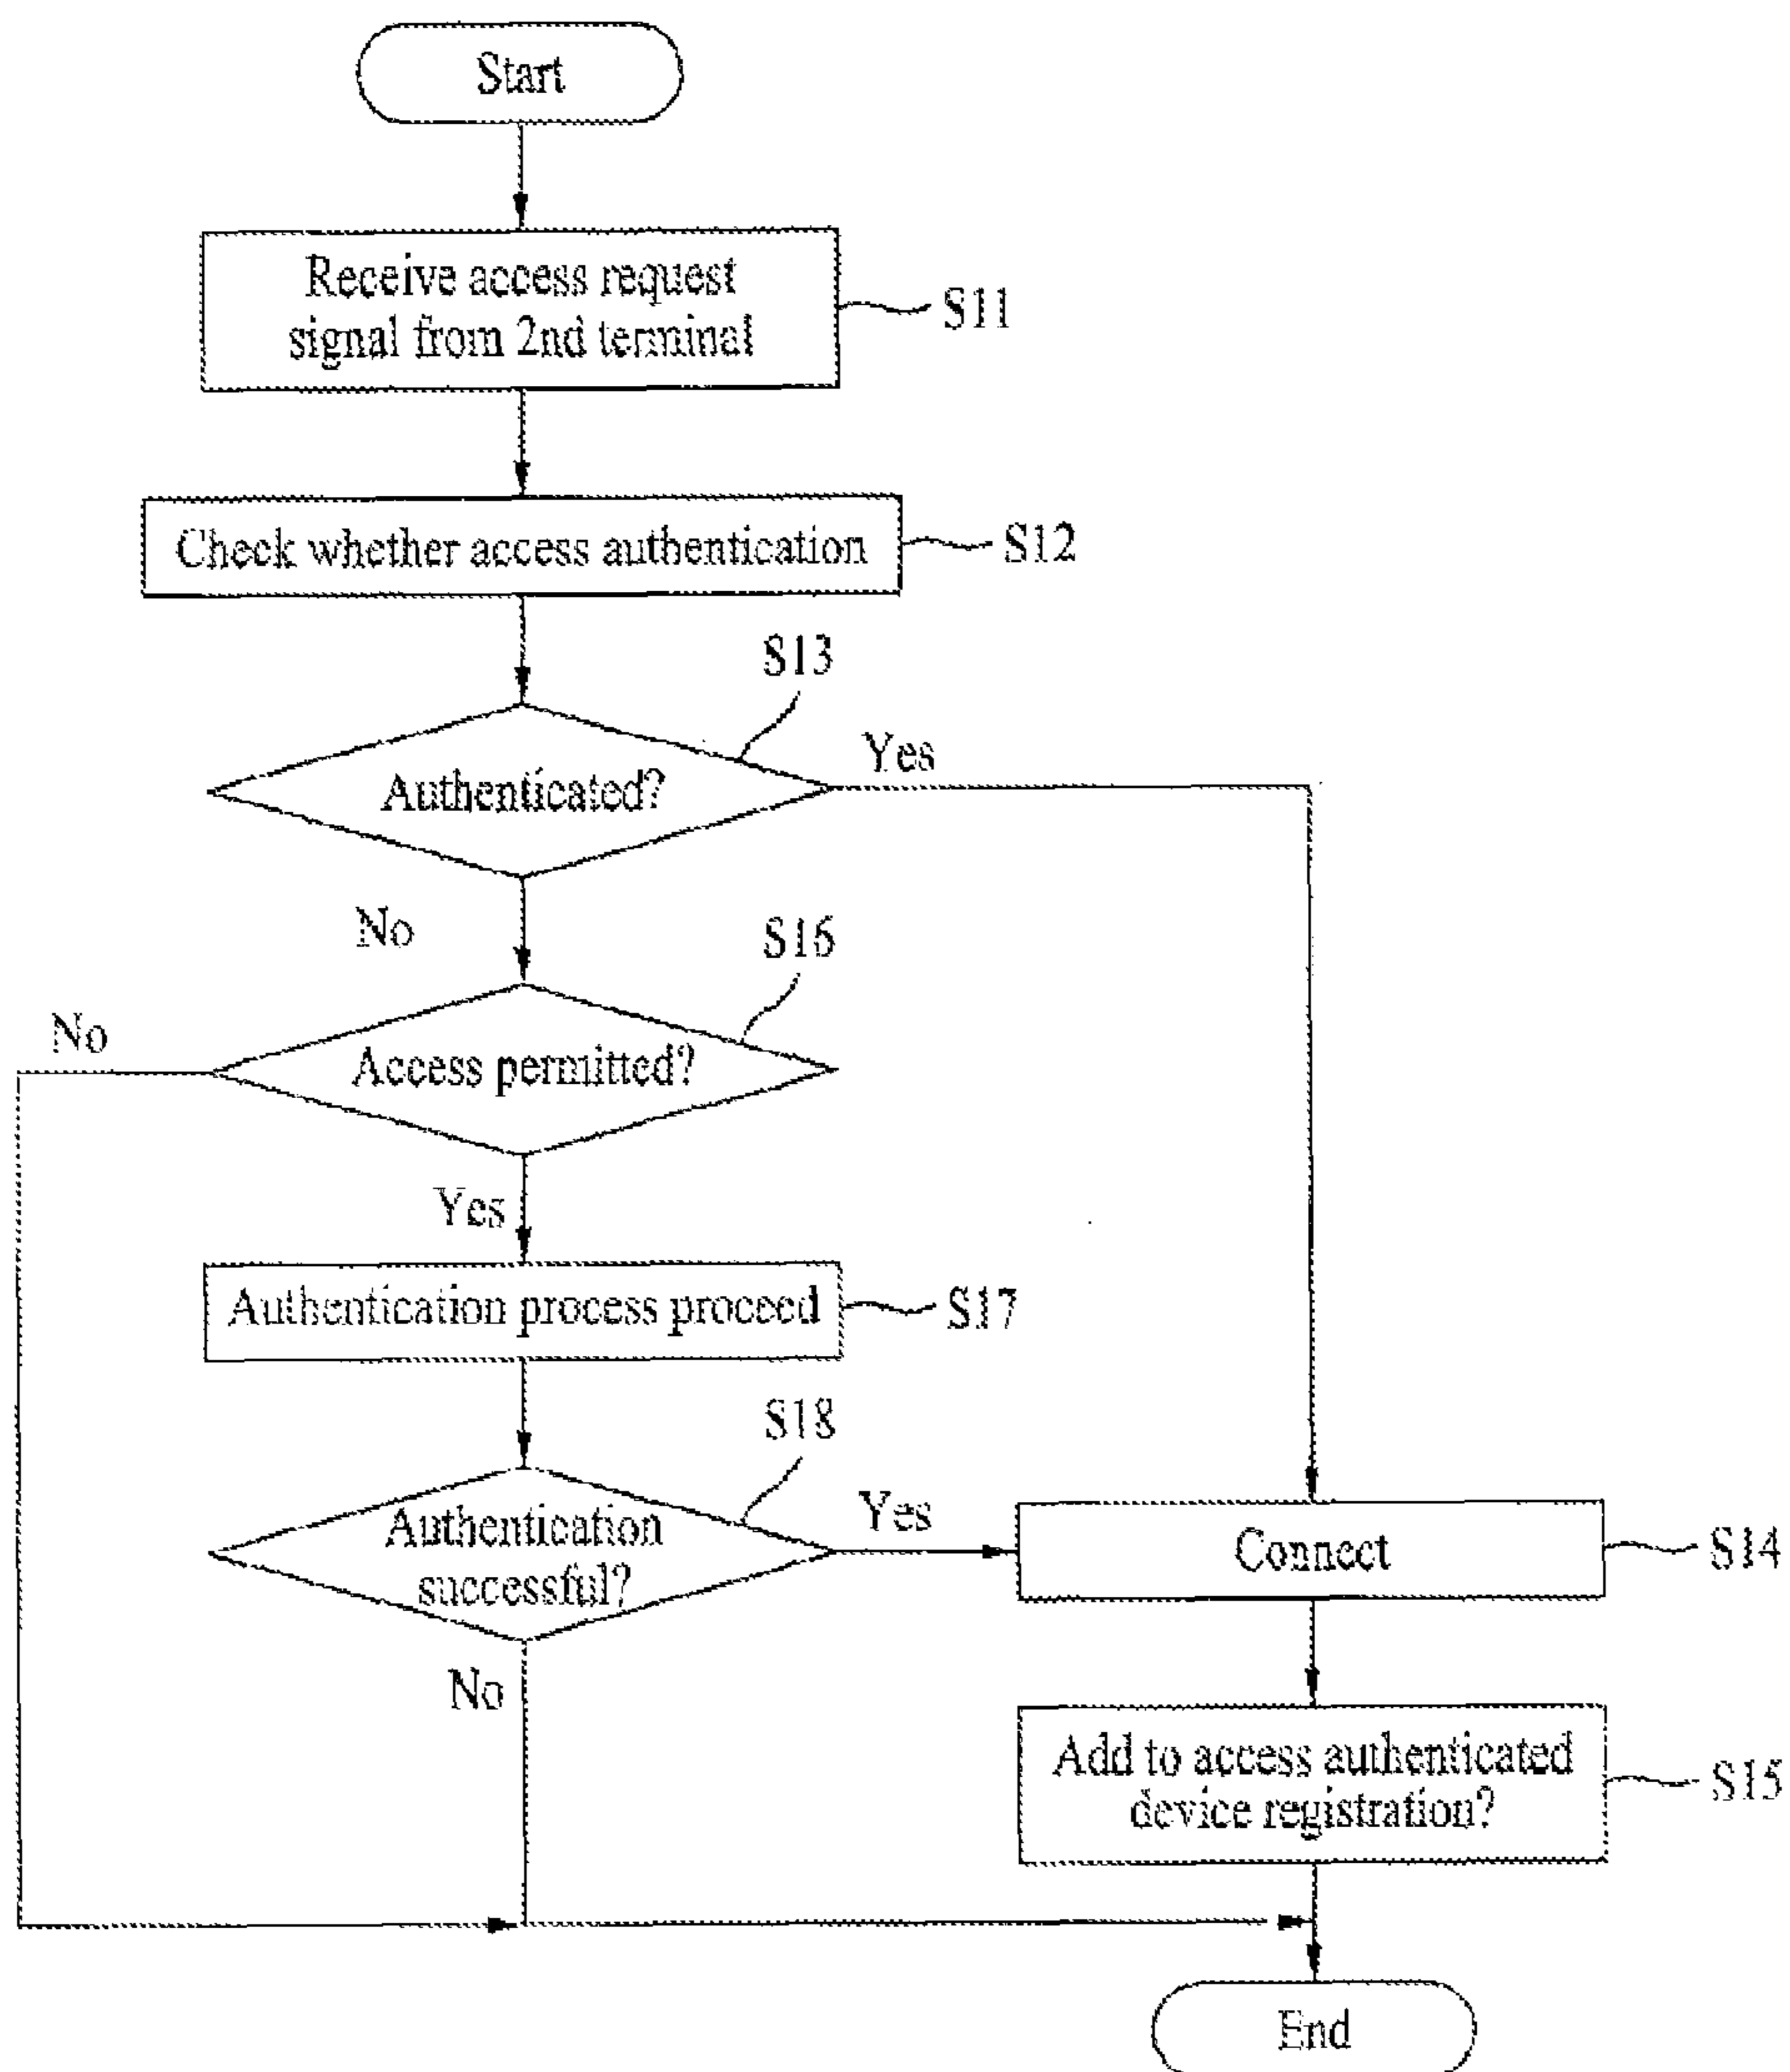 Start
Receive access request
signal from 2nd terminal
S11
Check whether access authentication
S12
S13
Authenticated?
Yes
No
S16
No
Access permitted?
Yes
Authentication process proceed
S17
S18
Authentication
successful?
Yes
Connect
S14
No
Add to access authenticated
device registration?
S15
End